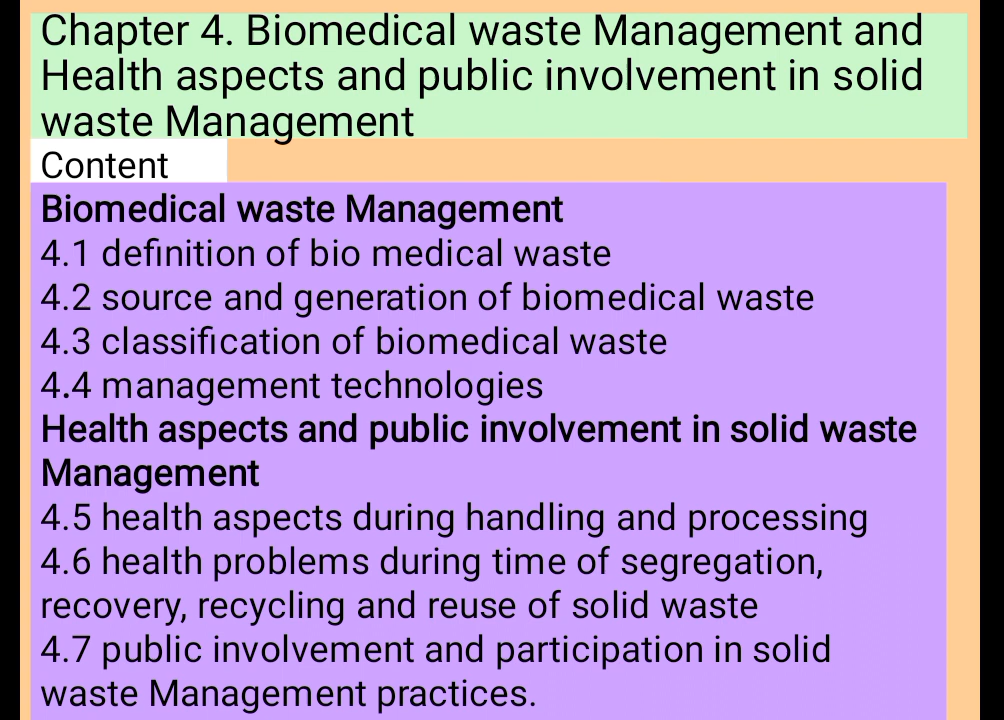 Chapter 4. Biomedical waste Management and
Health aspects and public involvement in solid
waste Management
Content
Biomedical waste Management
4.1 definition of bio medical waste
4.2 source and generation of biomedical waste
4.3 classification of biomedical waste
4.4 management technologies
Health aspects and public involvement in solid waste
Management
4.5 health aspects during handling and processing
4.6 health problems during time of segregation,
recovery, recycling and reuse of solid waste
4.7 public involvement and participation in solid
waste Management practices.